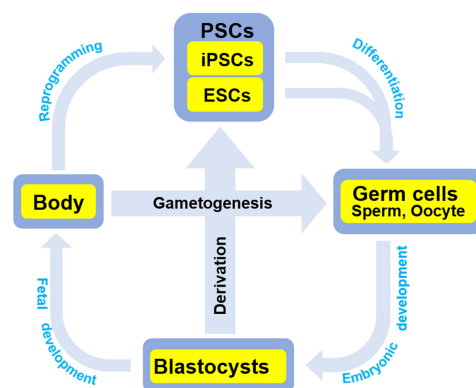 PSCs
iPSCs
ESCs
Reprogramming
Differentiation
Body
Gametogenesis
Germ cells
Sperm, Oocyte
Derivation
Fetal development
Embryonic development
Blastocysts